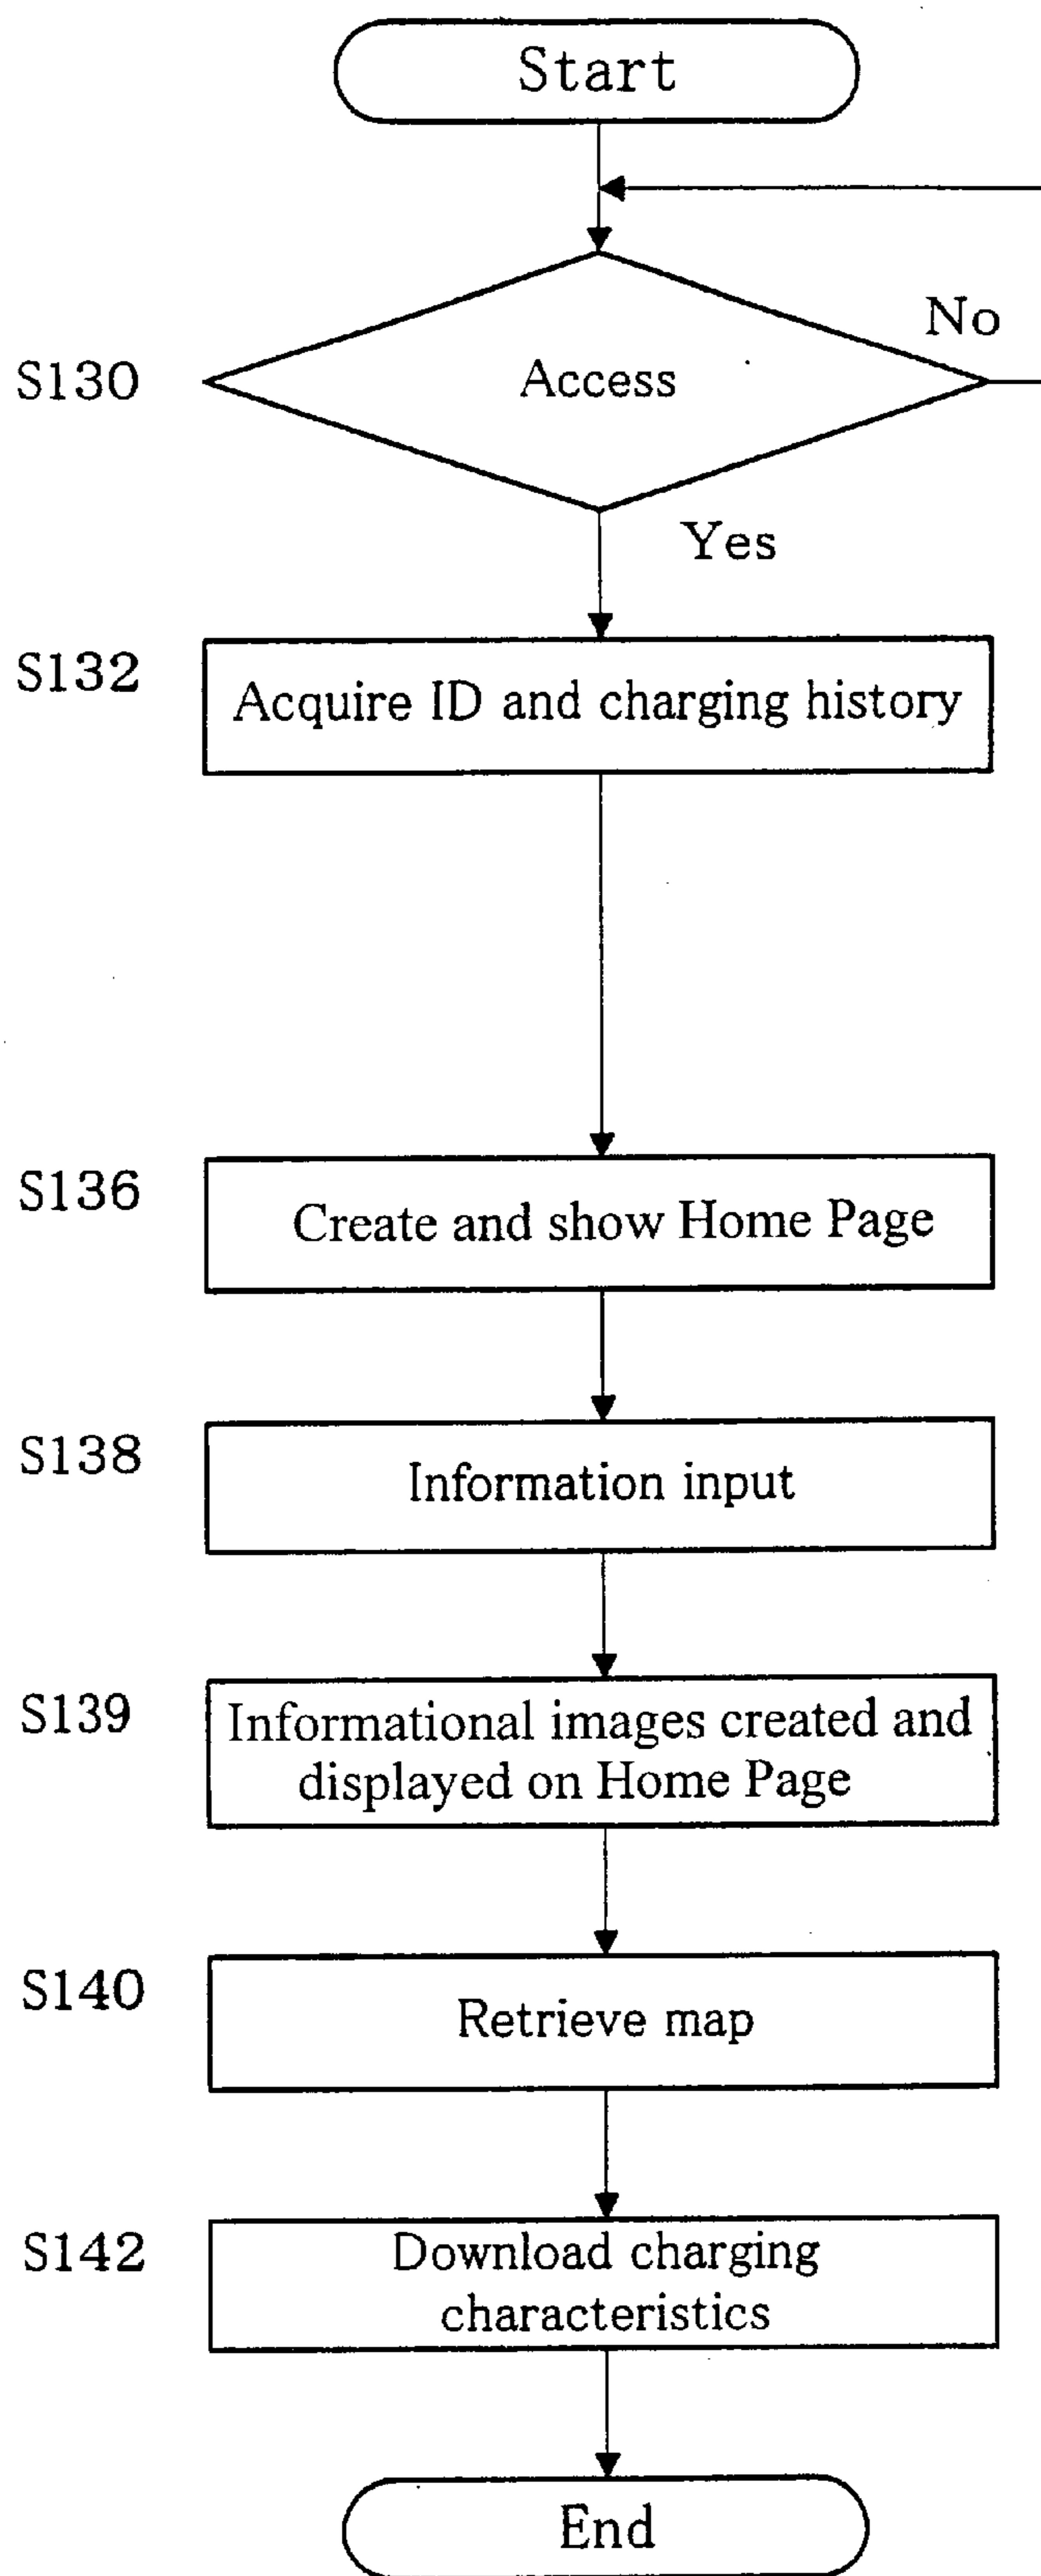 Start
No
S130
Access
Yes
S132
Acquire ID and charging history
S136
Create and show Home Page
S138
Information input
S139
Informational images created and
displayed on Home Page
S140
Retrieve map
S142
Download charging
characteristics
End